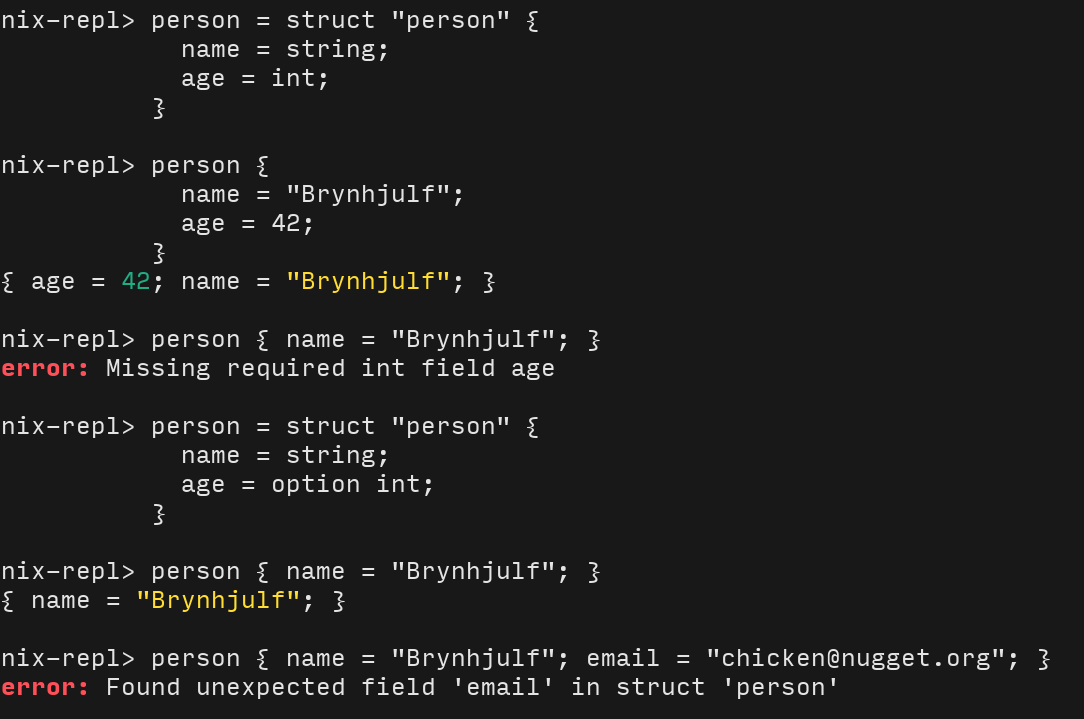 nix-repl> person = struct "person" {
            name = string;
            age = int;
          }
nix-repl> person {
            name = "Brynhjulf";
            age = 42;
          }
{ age = 42; name = "Brynhjulf"; }
nix-repl> person { name = "Brynhjulf"; }
error: Missing required int field age
nix-repl> person = struct "person" {
            name = string;
            age = option int;
          }
nix-repl> person { name = "Brynhjulf"; }
{ name = "Brynhjulf"; }
nix-repl> person { name = "Brynhjulf"; email = "chicken@nugget.org"; }
error: Found unexpected field 'email' in struct 'person'